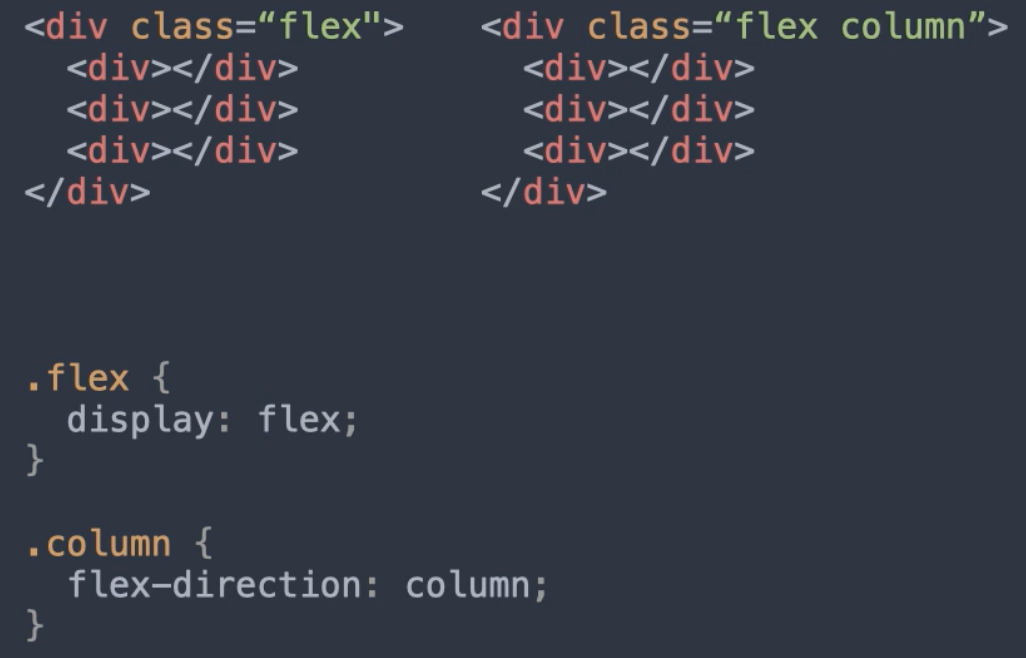 <div class=“flex">
  <div></div>
  <div></div>
  <div></div>
</div>
<div class=“flex column”>
  <div></div>
  <div></div>
  <div></div>
</div>
.flex {
  display: flex;
}
.column {
  flex-direction: column;
}